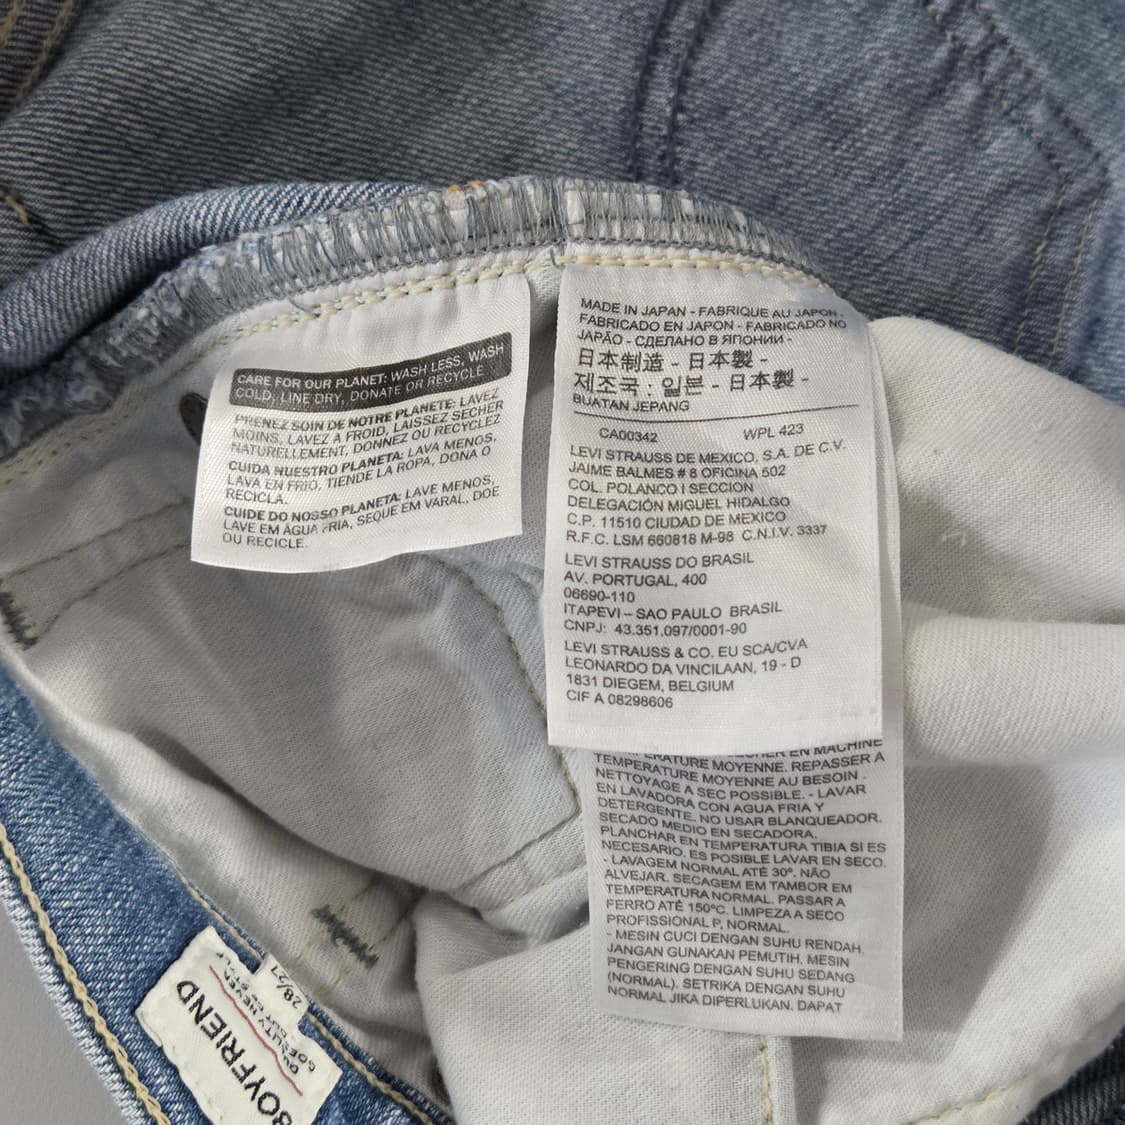 CARE FOR OUR PLANET: WASH LESS, WASH
COLD, LINE DRY, DONATE OR RECYCLE
PRENEZ SOIN DE NOTRE PLANETE: LAVEZ
MOINS, LAVEZ A FROID, LAISSEZ SECHER
NATURELLEMENT, DONNEZ OU RECYCLEZ
CUIDA NUESTRO PLANETA: LAVA MENOS,
LAVA EN FRIO, TIENDE LA ROPA, DONA O
RECICLA.
CUIDE DO NOSSO PLANETA: LAVE MENOS,
LAVE EM ÁGUA FRIA, SEQUE EM VARAL, DOE
OU RECICLE.
MADE IN JAPAN - FABRIQUE AU JAPON -
FABRICADO EN JAPON - FABRICADO NO
JAPÃO - СДЕЛАНО В ЯПОНИИ -
日本制造 - 日本製 -
제조국 : 일본 - 日本製 -
BUATAN JEPANG
CA00342 WPL 423
LEVI STRAUSS DE MEXICO, S.A. DE C.V.
JAIME BALMES # 8 OFICINA 502
COL. POLANCO I SECCION
DELEGACIÓN MIGUEL HIDALGO
C.P. 11510 CIUDAD DE MEXICO
R.F.C. LSM 660818 M-98 C.N.I.V. 3337
LEVI STRAUSS DO BRASIL
AV. PORTUGAL, 400
06690-110
ITAPEVI – SAO PAULO BRASIL
CNPJ: 43.351.097/0001-90
LEVI STRAUSS & CO. EU SCA/CVA
LEONARDO DA VINCILAAN, 19 - D
1831 DIEGEM, BELGIUM
CIF A 08298606
EN MACHINE
TEMPERATURE MOYENNE. REPASSER A
TEMPERATURE MOYENNE AU BESOIN .
NETTOYAGE A SEC POSSIBLE. - LAVAR
EN LAVADORA CON AGUA FRIA Y
DETERGENTE. NO USAR BLANQUEADOR.
SECADO MEDIO EN SECADORA.
PLANCHAR EN TEMPERATURA TIBIA SI ES
NECESARIO. ES POSIBLE LAVAR EN SECO.
- LAVAGEM NORMAL ATÉ 30º. NÃO
ALVEJAR. SECAGEM EM TAMBOR EM
TEMPERATURA NORMAL. PASSAR A
FERRO ATÉ 150ºC. LIMPEZA A SECO
PROFISSIONAL P, NORMAL.
- MESIN CUCI DENGAN SUHU RENDAH.
JANGAN GUNAKAN PEMUTIH. MESIN
PENGERING DENGAN SUHU SEDANG
(NORMAL). SETRIKA DENGAN SUHU
NORMAL JIKA DIPERLUKAN. DAPAT
28/27
QUALITY NEVER
GOES OUT OF STYLE
BOYFRIEND